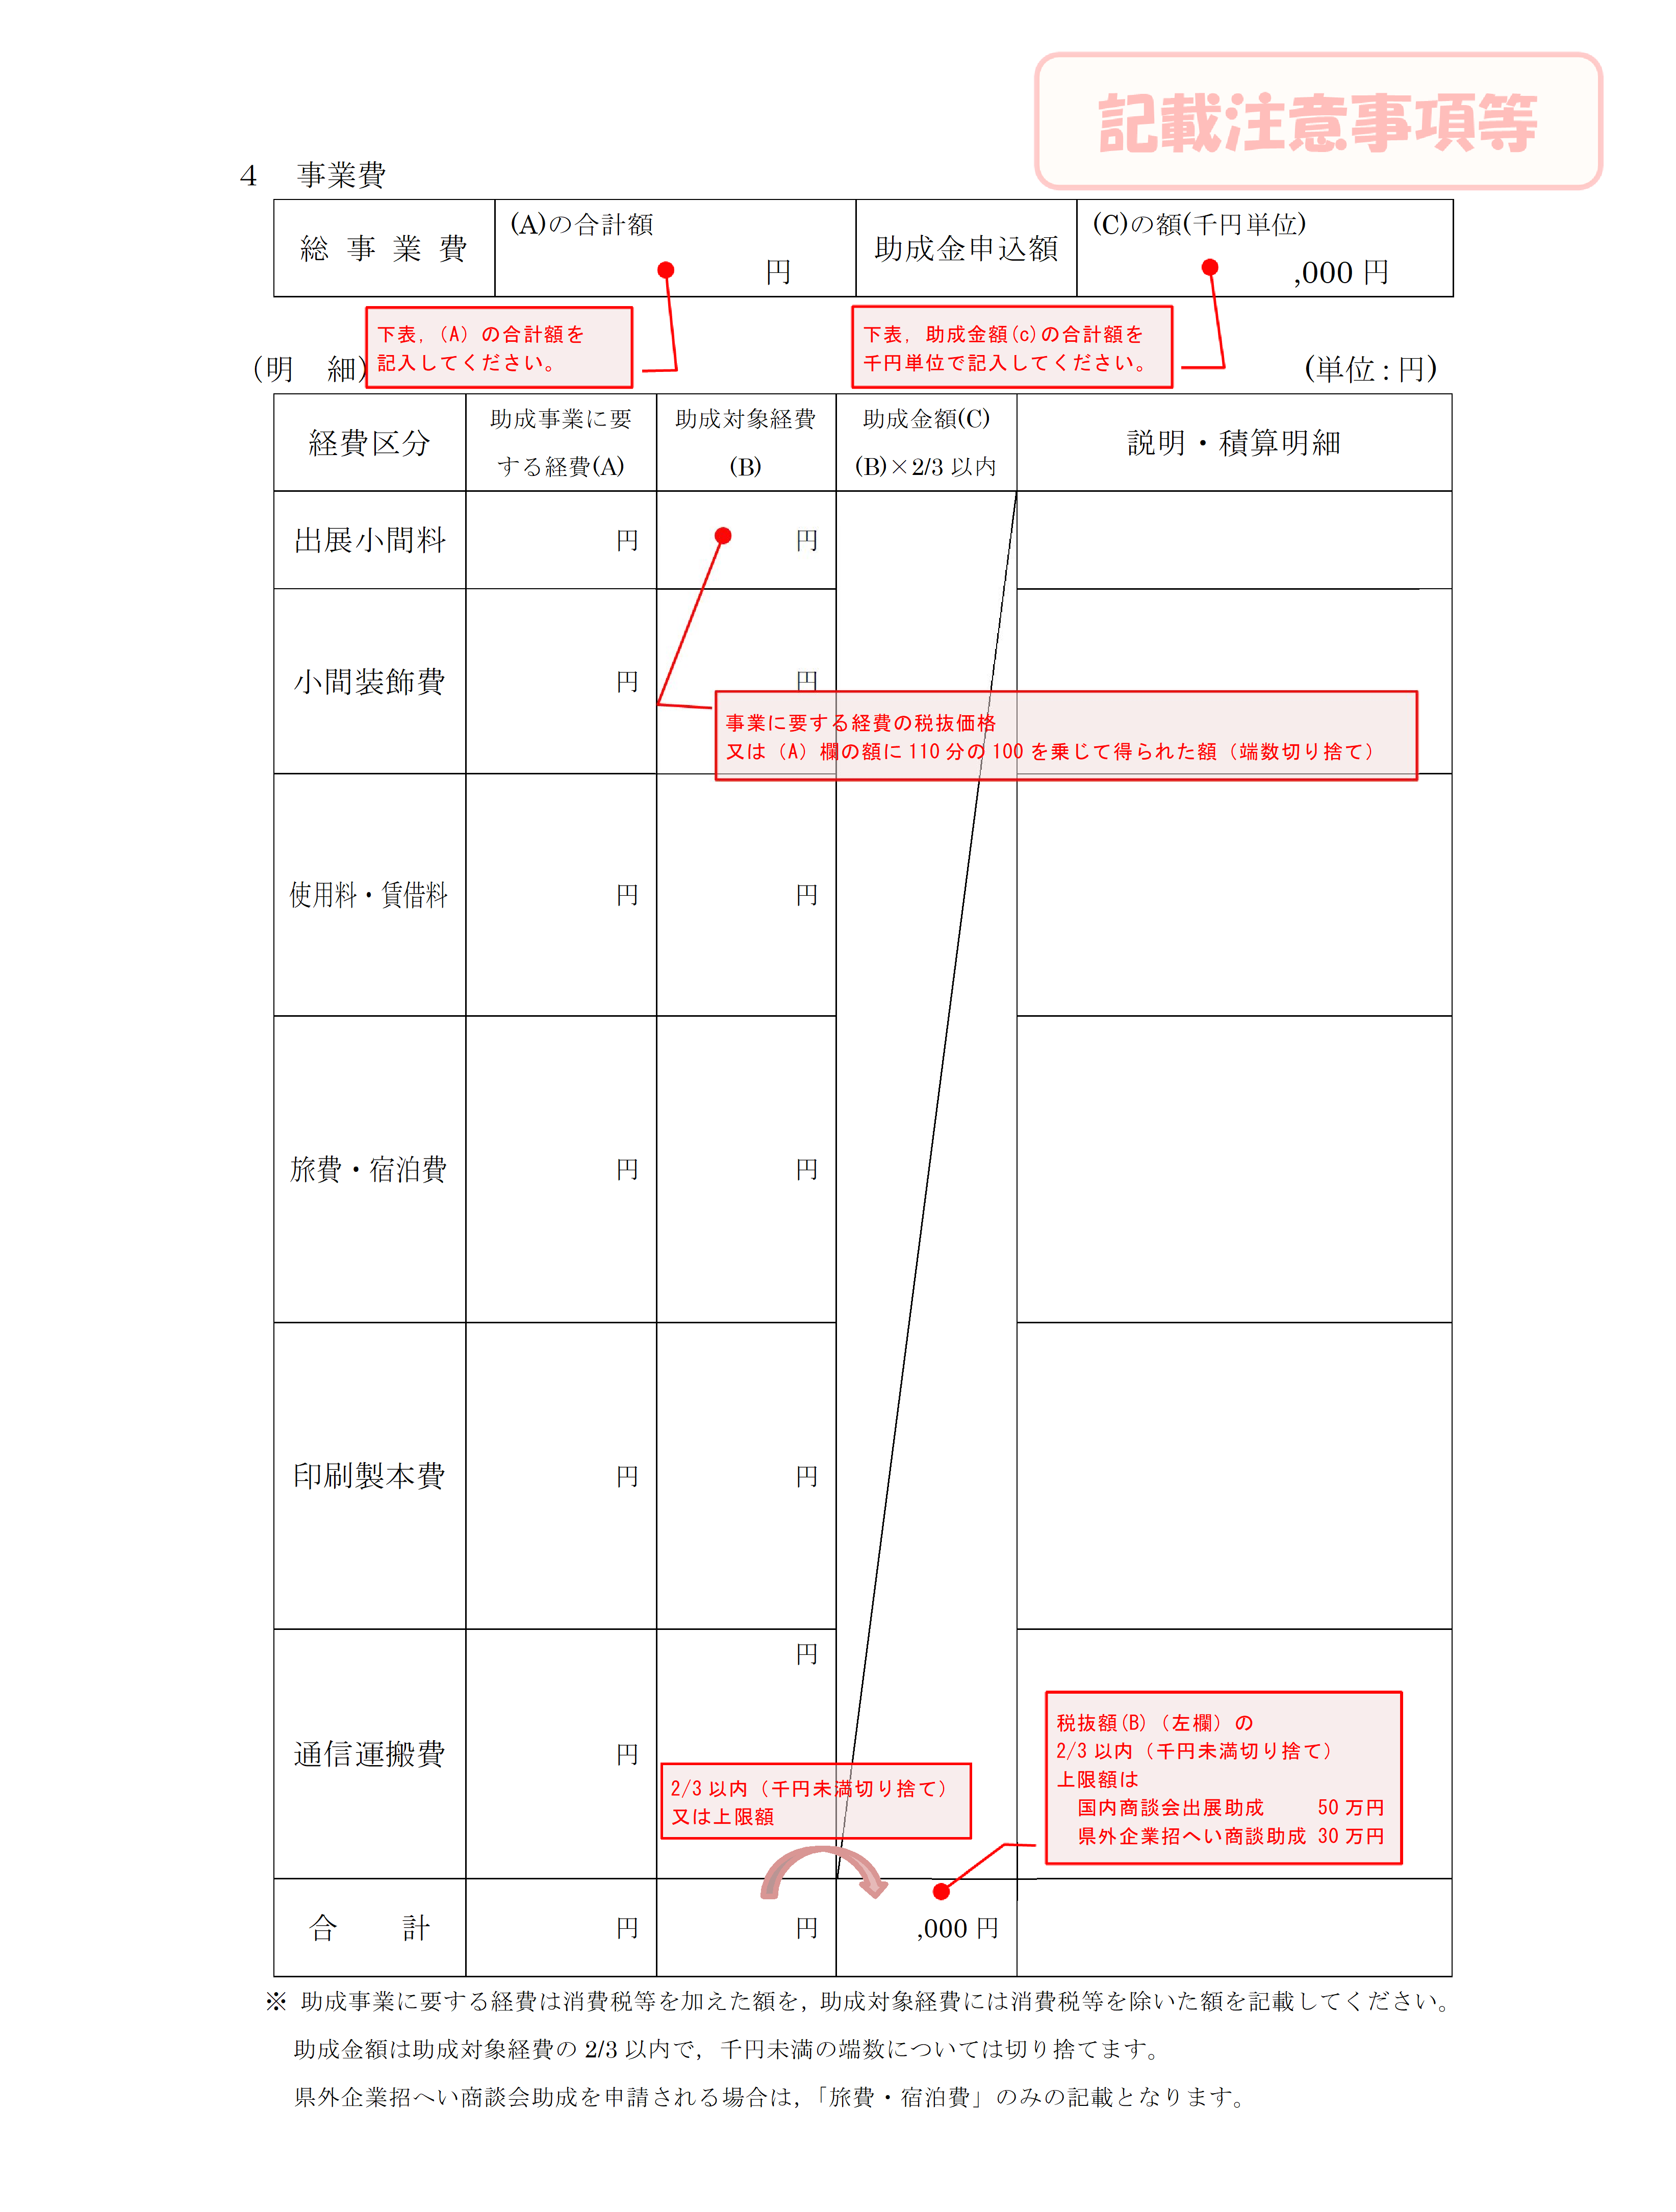 記載注意事項等
4 事業費
総事業費 (A)の合計額 円 助成金申込額 (C)の額(千円単位) ,000 円
下表,（A）の合計額を
記入してください。
下表, 助成金額(c)の合計額を
千円単位で記入してください。
(明 細)
(単位:円)
経費区分 助成事業に要する経費(A) 助成対象経費(B) 助成金額(C) (B)×2/3 以内 説明・積算明細
出展小間料 円 円
小間装飾費 円 円
事業に要する経費の税抜価格
又は（A）欄の額に 110 分の 100 を乗じて得られた額（端数切り捨て）
使用料・賃借料 円 円
旅費・宿泊費 円 円
印刷製本費 円 円
通信運搬費 円 円
2/3 以内（千円未満切り捨て）
又は上限額
税抜額(B)（左欄）の
2/3 以内（千円未満切り捨て）
上限額は
国内商談会出展助成 50 万円
県外企業招へい商談助成 30 万円
合 計 円 円 ,000 円
※ 助成事業に要する経費は消費税等を加えた額を, 助成対象経費には消費税等を除いた額を記載してください。
助成金額は助成対象経費の 2/3 以内で, 千円未満の端数については切り捨てます。
県外企業招へい商談会助成を申請される場合は,「旅費・宿泊費」のみの記載となります。